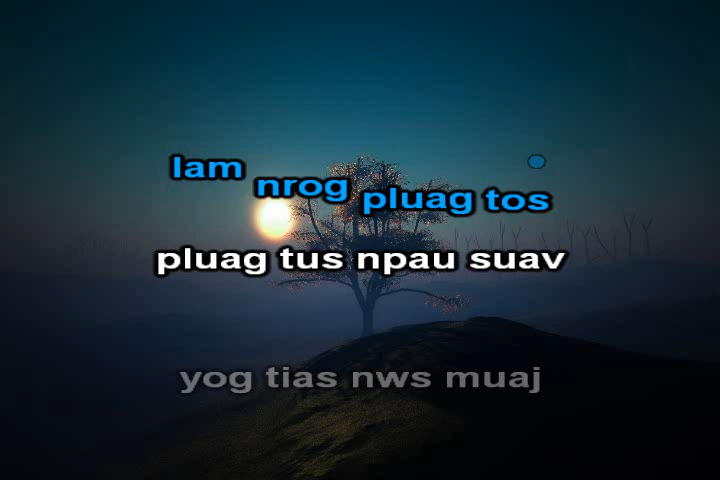 lam nrog pluag tos
pluag tus npau suav
yog tias nws muaj